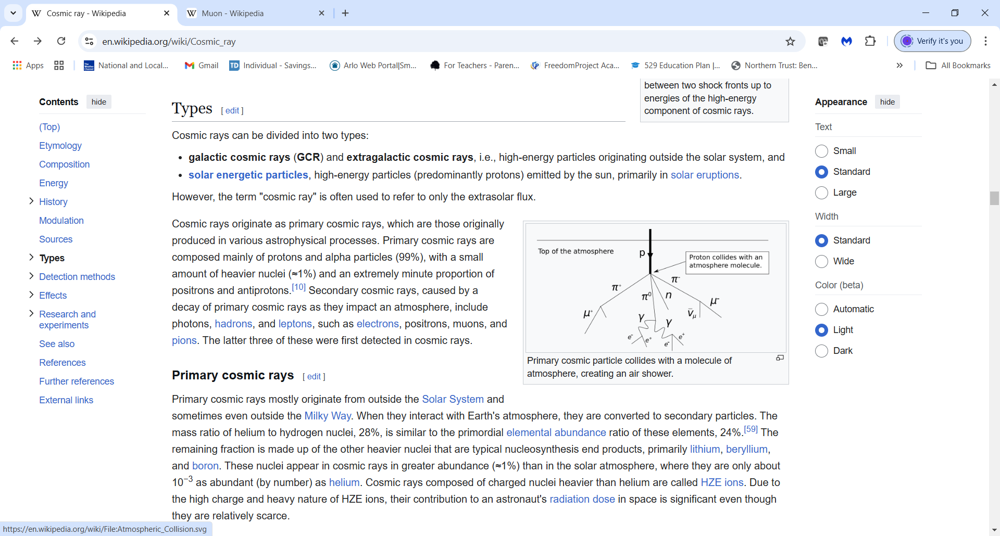 Cosmic ray - Wikipedia
Muon - Wikipedia
en.wikipedia.org/wiki/Cosmic_ray
Verify it's you
Apps
National and Local...
Gmail
TD Individual - Savings...
Arlo Web Portal|Sm...
For Teachers - Paren...
FreedomProject Aca...
529 Education Plan |...
Northern Trust: Ben...
All Bookmarks
Contents hide
(Top)
Etymology
Composition
Energy
History
Modulation
Sources
Types
Detection methods
Effects
Research and
experiments
See also
References
Further references
External links
between two shock fronts up to
energies of the high-energy
component of cosmic rays.
Types [ edit ]
Cosmic rays can be divided into two types:
• galactic cosmic rays (GCR) and extragalactic cosmic rays, i.e., high-energy particles originating outside the solar system, and
• solar energetic particles, high-energy particles (predominantly protons) emitted by the sun, primarily in solar eruptions.
However, the term "cosmic ray" is often used to refer to only the extrasolar flux.
Cosmic rays originate as primary cosmic rays, which are those originally
produced in various astrophysical processes. Primary cosmic rays are
composed mainly of protons and alpha particles (99%), with a small
amount of heavier nuclei (≈1%) and an extremely minute proportion of
positrons and antiprotons.[10] Secondary cosmic rays, caused by a
decay of primary cosmic rays as they impact an atmosphere, include
photons, hadrons, and leptons, such as electrons, positrons, muons, and
pions. The latter three of these were first detected in cosmic rays.
Top of the atmosphere
p
Proton collides with an
atmosphere molecule.
π⁺
π⁰
n
π⁻
μ⁺
γ
γ
ν̄μ
μ⁻
e⁻
e⁺
e⁻
e⁺
Primary cosmic particle collides with a molecule of
atmosphere, creating an air shower.
Primary cosmic rays [ edit ]
Primary cosmic rays mostly originate from outside the Solar System and
sometimes even outside the Milky Way. When they interact with Earth's atmosphere, they are converted to secondary particles. The
mass ratio of helium to hydrogen nuclei, 28%, is similar to the primordial elemental abundance ratio of these elements, 24%.[59] The
remaining fraction is made up of the other heavier nuclei that are typical nucleosynthesis end products, primarily lithium, beryllium,
and boron. These nuclei appear in cosmic rays in greater abundance (≈1%) than in the solar atmosphere, where they are only about
10⁻³ as abundant (by number) as helium. Cosmic rays composed of charged nuclei heavier than helium are called HZE ions. Due to
the high charge and heavy nature of HZE ions, their contribution to an astronaut's radiation dose in space is significant even though
they are relatively scarce.
Appearance hide
Text
Small
Standard
Large
Width
Standard
Wide
Color (beta)
Automatic
Light
Dark
https://en.wikipedia.org/wiki/File:Atmospheric_Collision.svg